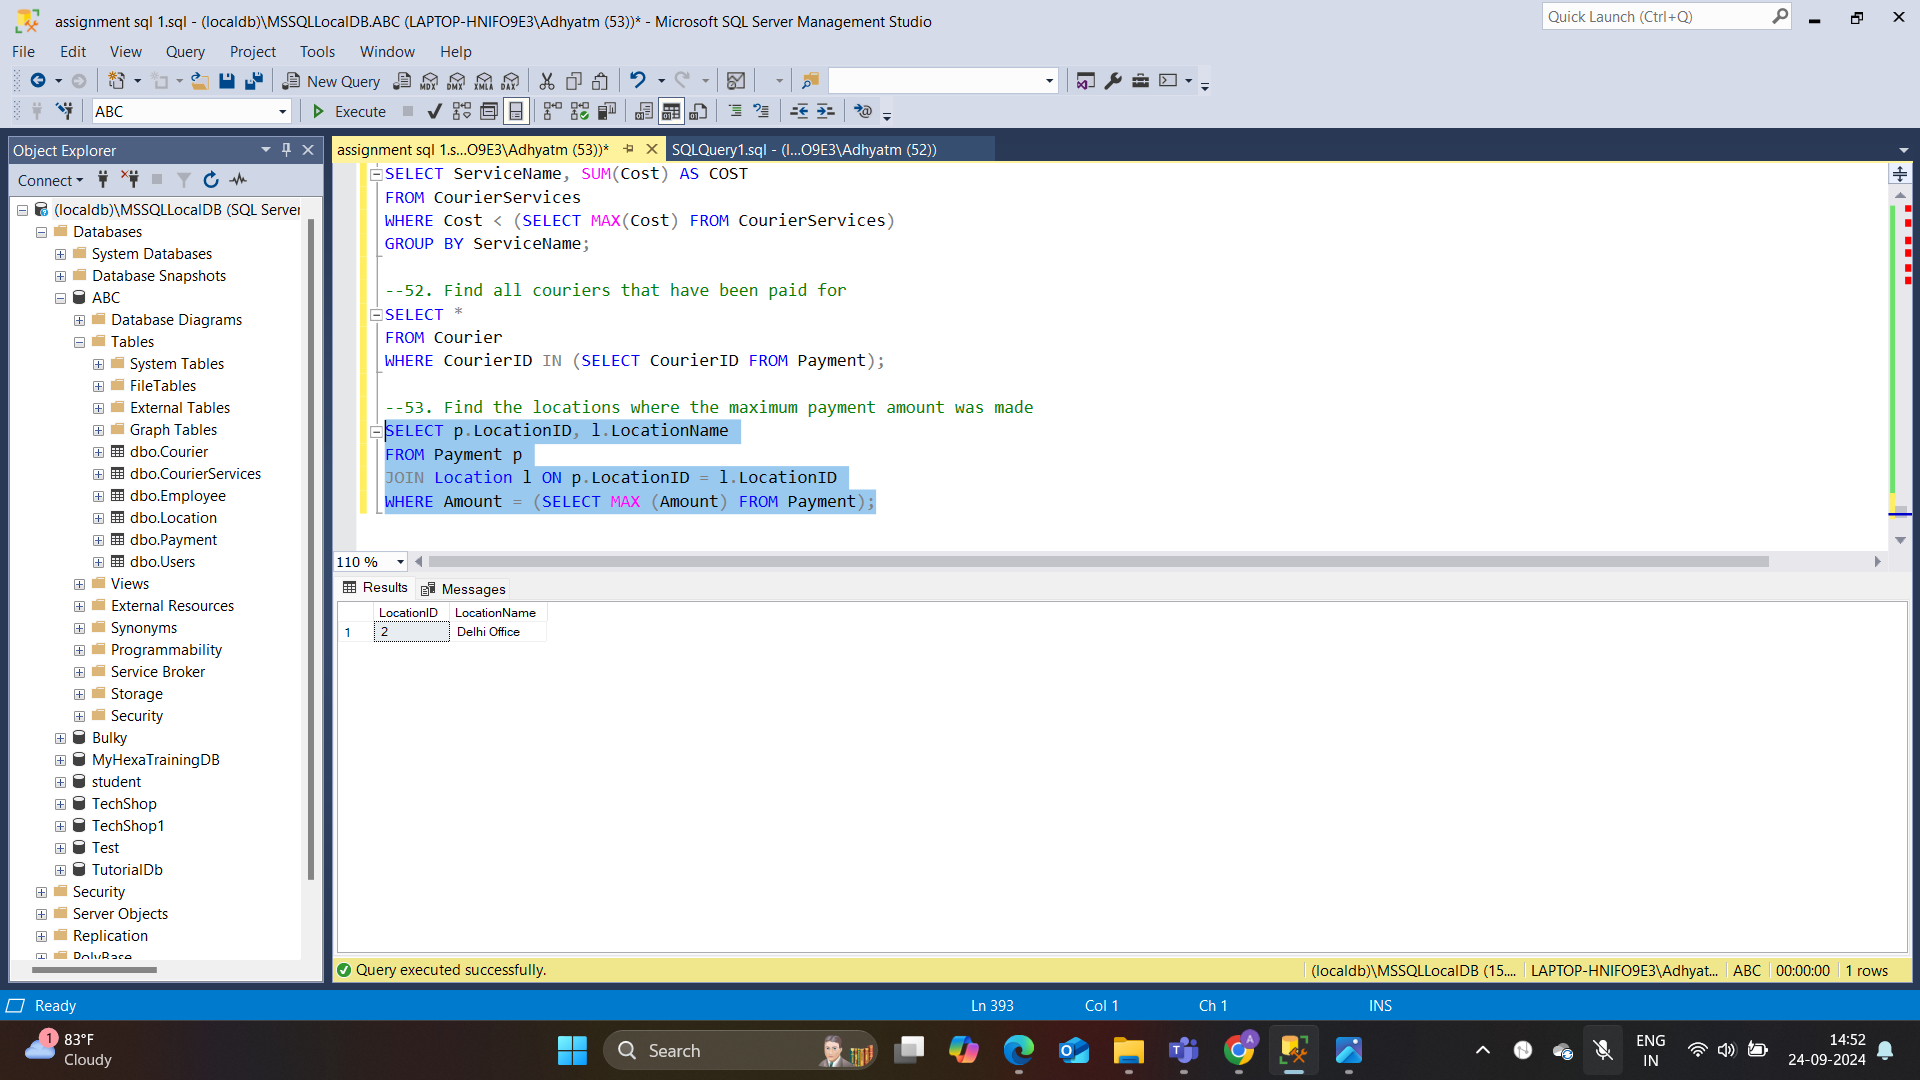 assignment sql 1.sql - (localdb)\MSSQLLocalDB.ABC (LAPTOP-HNIFO9E3\Adhyatm (53))* - Microsoft SQL Server Management Studio
Quick Launch (Ctrl+Q)
File Edit View Query Project Tools Window Help
New Query
MDX DMX XMLA DAX
ABC
Execute
Object Explorer
Connect
(localdb)\MSSQLLocalDB (SQL Server
Databases
System Databases
Database Snapshots
ABC
Database Diagrams
Tables
System Tables
FileTables
External Tables
Graph Tables
dbo.Courier
dbo.CourierServices
dbo.Employee
dbo.Location
dbo.Payment
dbo.Users
Views
External Resources
Synonyms
Programmability
Service Broker
Storage
Security
Bulky
MyHexaTrainingDB
student
TechShop
TechShop1
Test
TutorialDb
Security
Server Objects
Replication
PolyBase
assignment sql 1.s...O9E3\Adhyatm (53))*
SQLQuery1.sql - (l...O9E3\Adhyatm (52))
SELECT ServiceName, SUM(Cost) AS COST
FROM CourierServices
WHERE Cost < (SELECT MAX(Cost) FROM CourierServices)
GROUP BY ServiceName;
--52. Find all couriers that have been paid for
SELECT *
FROM Courier
WHERE CourierID IN (SELECT CourierID FROM Payment);
--53. Find the locations where the maximum payment amount was made
SELECT p.LocationID, l.LocationName
FROM Payment p
JOIN Location l ON p.LocationID = l.LocationID
WHERE Amount = (SELECT MAX (Amount) FROM Payment);
110 %
Results Messages
LocationID LocationName
1 2 Delhi Office
Query executed successfully.
(localdb)\MSSQLLocalDB (15.... LAPTOP-HNIFO9E3\Adhyat... ABC 00:00:00 1 rows
Ready
Ln 393 Col 1 Ch 1 INS
1
83°F
Cloudy
Search
A
ENG
IN
14:52
24-09-2024